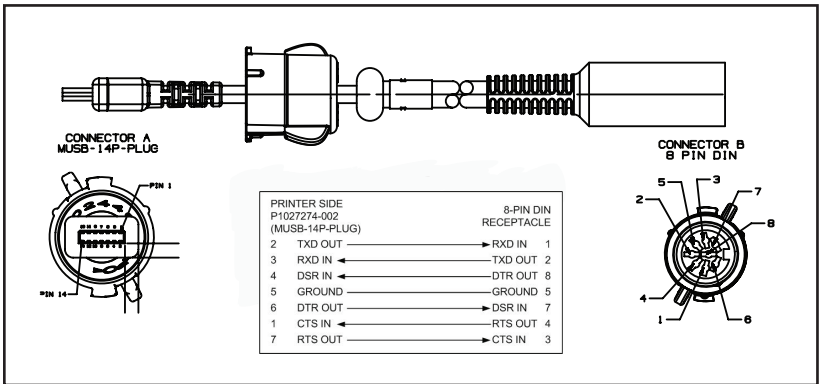 CONNECTOR A
MUSB-14P-PLUG
PIN 1
PIN 14
CONNECTOR B
8 PIN DIN
5
3
7
2
8
4
1
6
PRINTER SIDE
P1027274-002
(MUSB-14P-PLUG)
8-PIN DIN
RECEPTACLE
2 TXD OUT RXD IN 1
3 RXD IN TXD OUT 2
4 DSR IN DTR OUT 8
5 GROUND GROUND 5
6 DTR OUT DSR IN 7
1 CTS IN RTS OUT 4
7 RTS OUT CTS IN 3